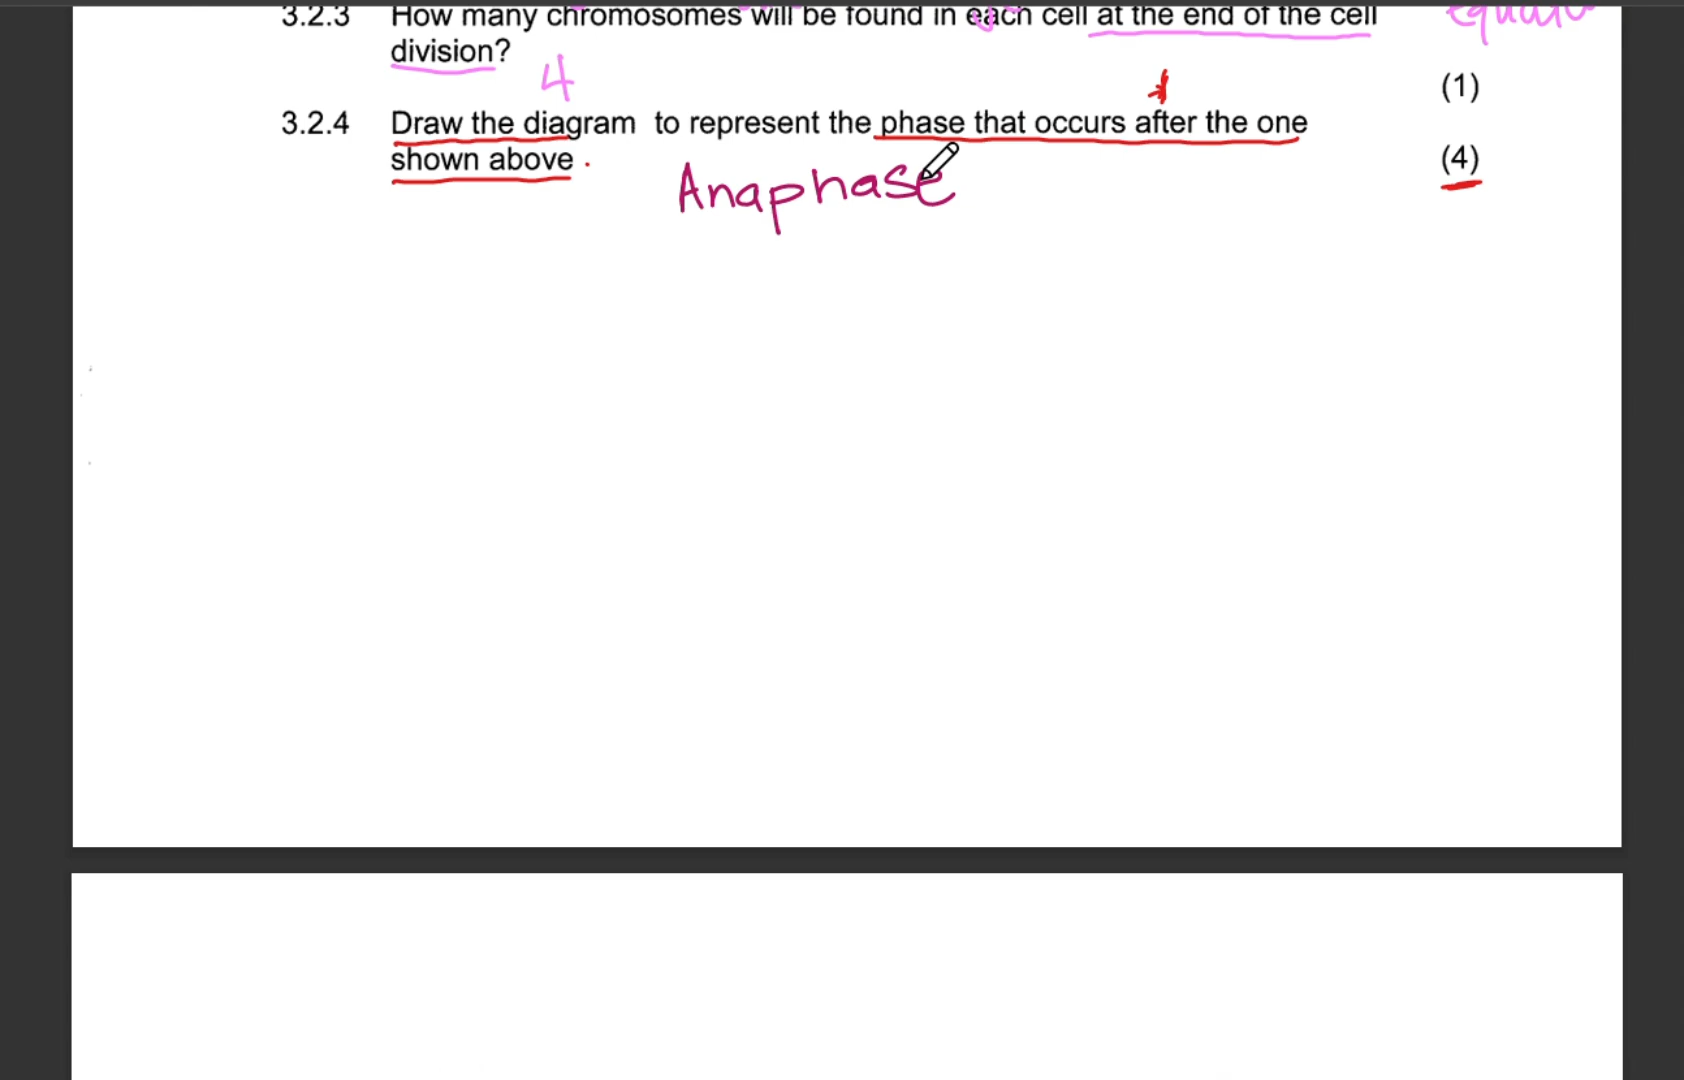 3.2.3 How many chromosomes will be found in each cell at the end of the cell
division?
4
(1)
3.2.4 Draw the diagram to represent the phase that occurs after the one
shown above .
(4)
Anaphase